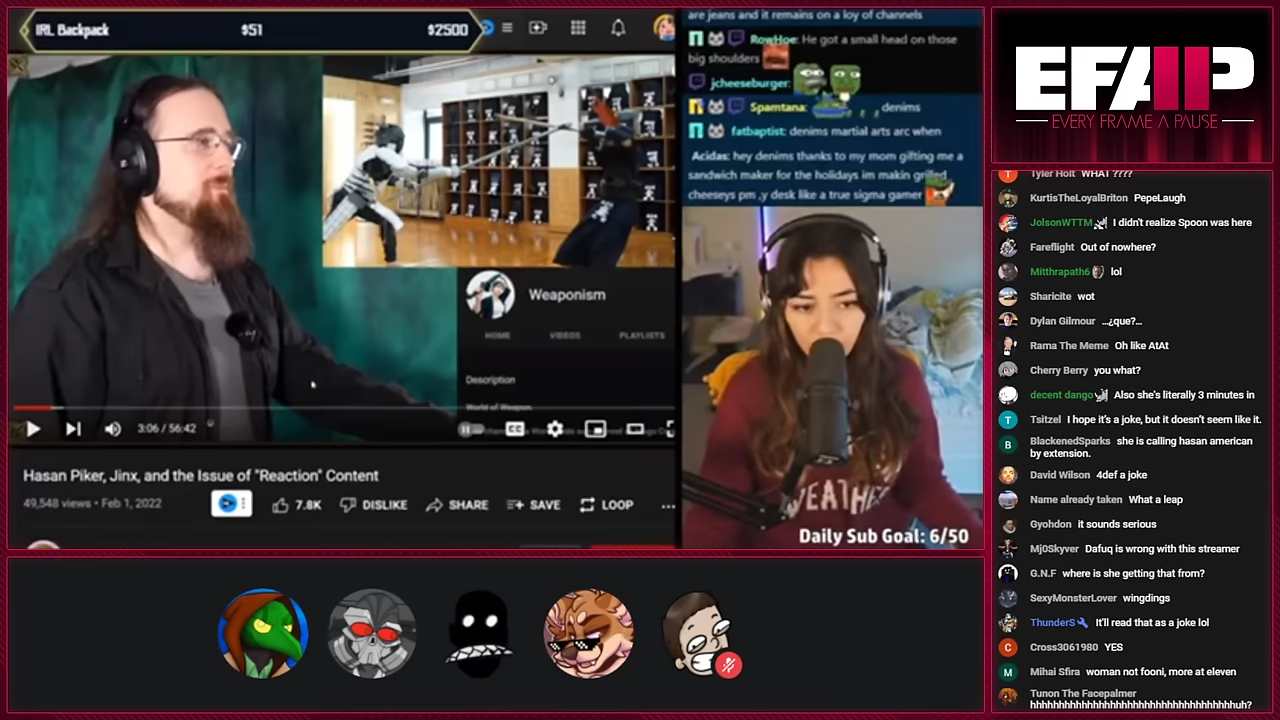 IRL Backpack
$51
$2500
HOME
VIDEOS
PLAYLISTS
Weaponism
Description
3:06 / 56:42
Hasan Piker, Jinx, and the Issue of "Reaction" Content
49,548 views • Feb 1, 2022
7.8K
DISLIKE
SHARE
SAVE
LOOP
are jeans and it remains on a loy of channels
RowHoe: He got a small head on those
big shoulders
jcheeseburger:
Spamtana: denims
fatbaptist: denims martial arts arc when
Acidas: hey denims thanks to my mom gifting me a
sandwich maker for the holidays im makin grilled
cheeseys pm ,y desk like a true sigma gamer
WEATHE
Daily Sub Goal: 6/50
EFAP
EVERY FRAME A PAUSE
Tyler Holt WHAT ????
KurtisTheLoyalBriton PepeLaugh
JolsonWTTM I didn't realize Spoon was here
Fareflight Out of nowhere?
Mitthrapath6 lol
Sharicite wot
Dylan Gilmour ...¿que?...
Rama The Meme Oh like AtAt
Cherry Berry you what?
decent dango Also she's literally 3 minutes in
Tsitzel I hope it's a joke, but it doesn't seem like it.
BlackenedSparks she is calling hasan american
by extension.
David Wilson 4def a joke
Name already taken What a leap
Gyohdon it sounds serious
Mj0Skyver Dafuq is wrong with this streamer
G.N.F where is she getting that from?
SexyMonsterLover wingdings
ThunderS It'll read that as a joke lol
Cross3061980 YES
Mihai Sfira woman not fooni, more at eleven
Tunon The Facepalmer